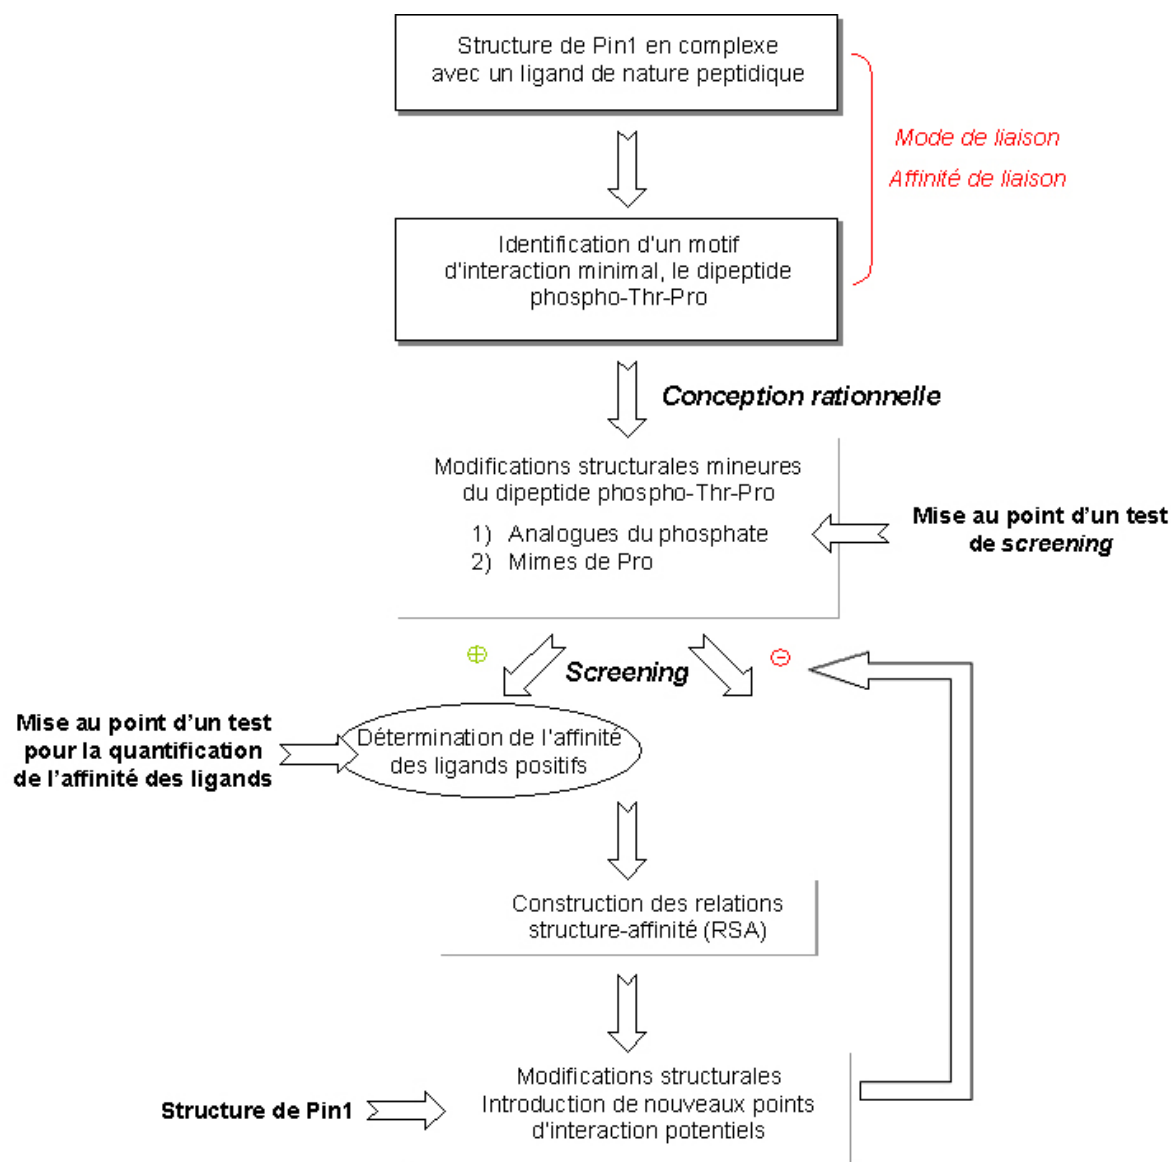 Structure de Pin1 en complexe
avec un ligand de nature peptidique
Mode de liaison
Affinité de liaison
Identification d'un motif
d'interaction minimal, le dipeptide
phospho-Thr-Pro
Conception rationnelle
Modifications structurales mineures
du dipeptide phospho-Thr-Pro
1) Analogues du phosphate
2) Mimes de Pro
Mise au point d'un test
de screening
⊕
Screening
⊖
Mise au point d'un test
pour la quantification
de l'affinité des ligands
Détermination de l'affinité
des ligands positifs
Construction des relations
structure-affinité (RSA)
Structure de Pin1
Modifications structurales
Introduction de nouveaux points
d'interaction potentiels